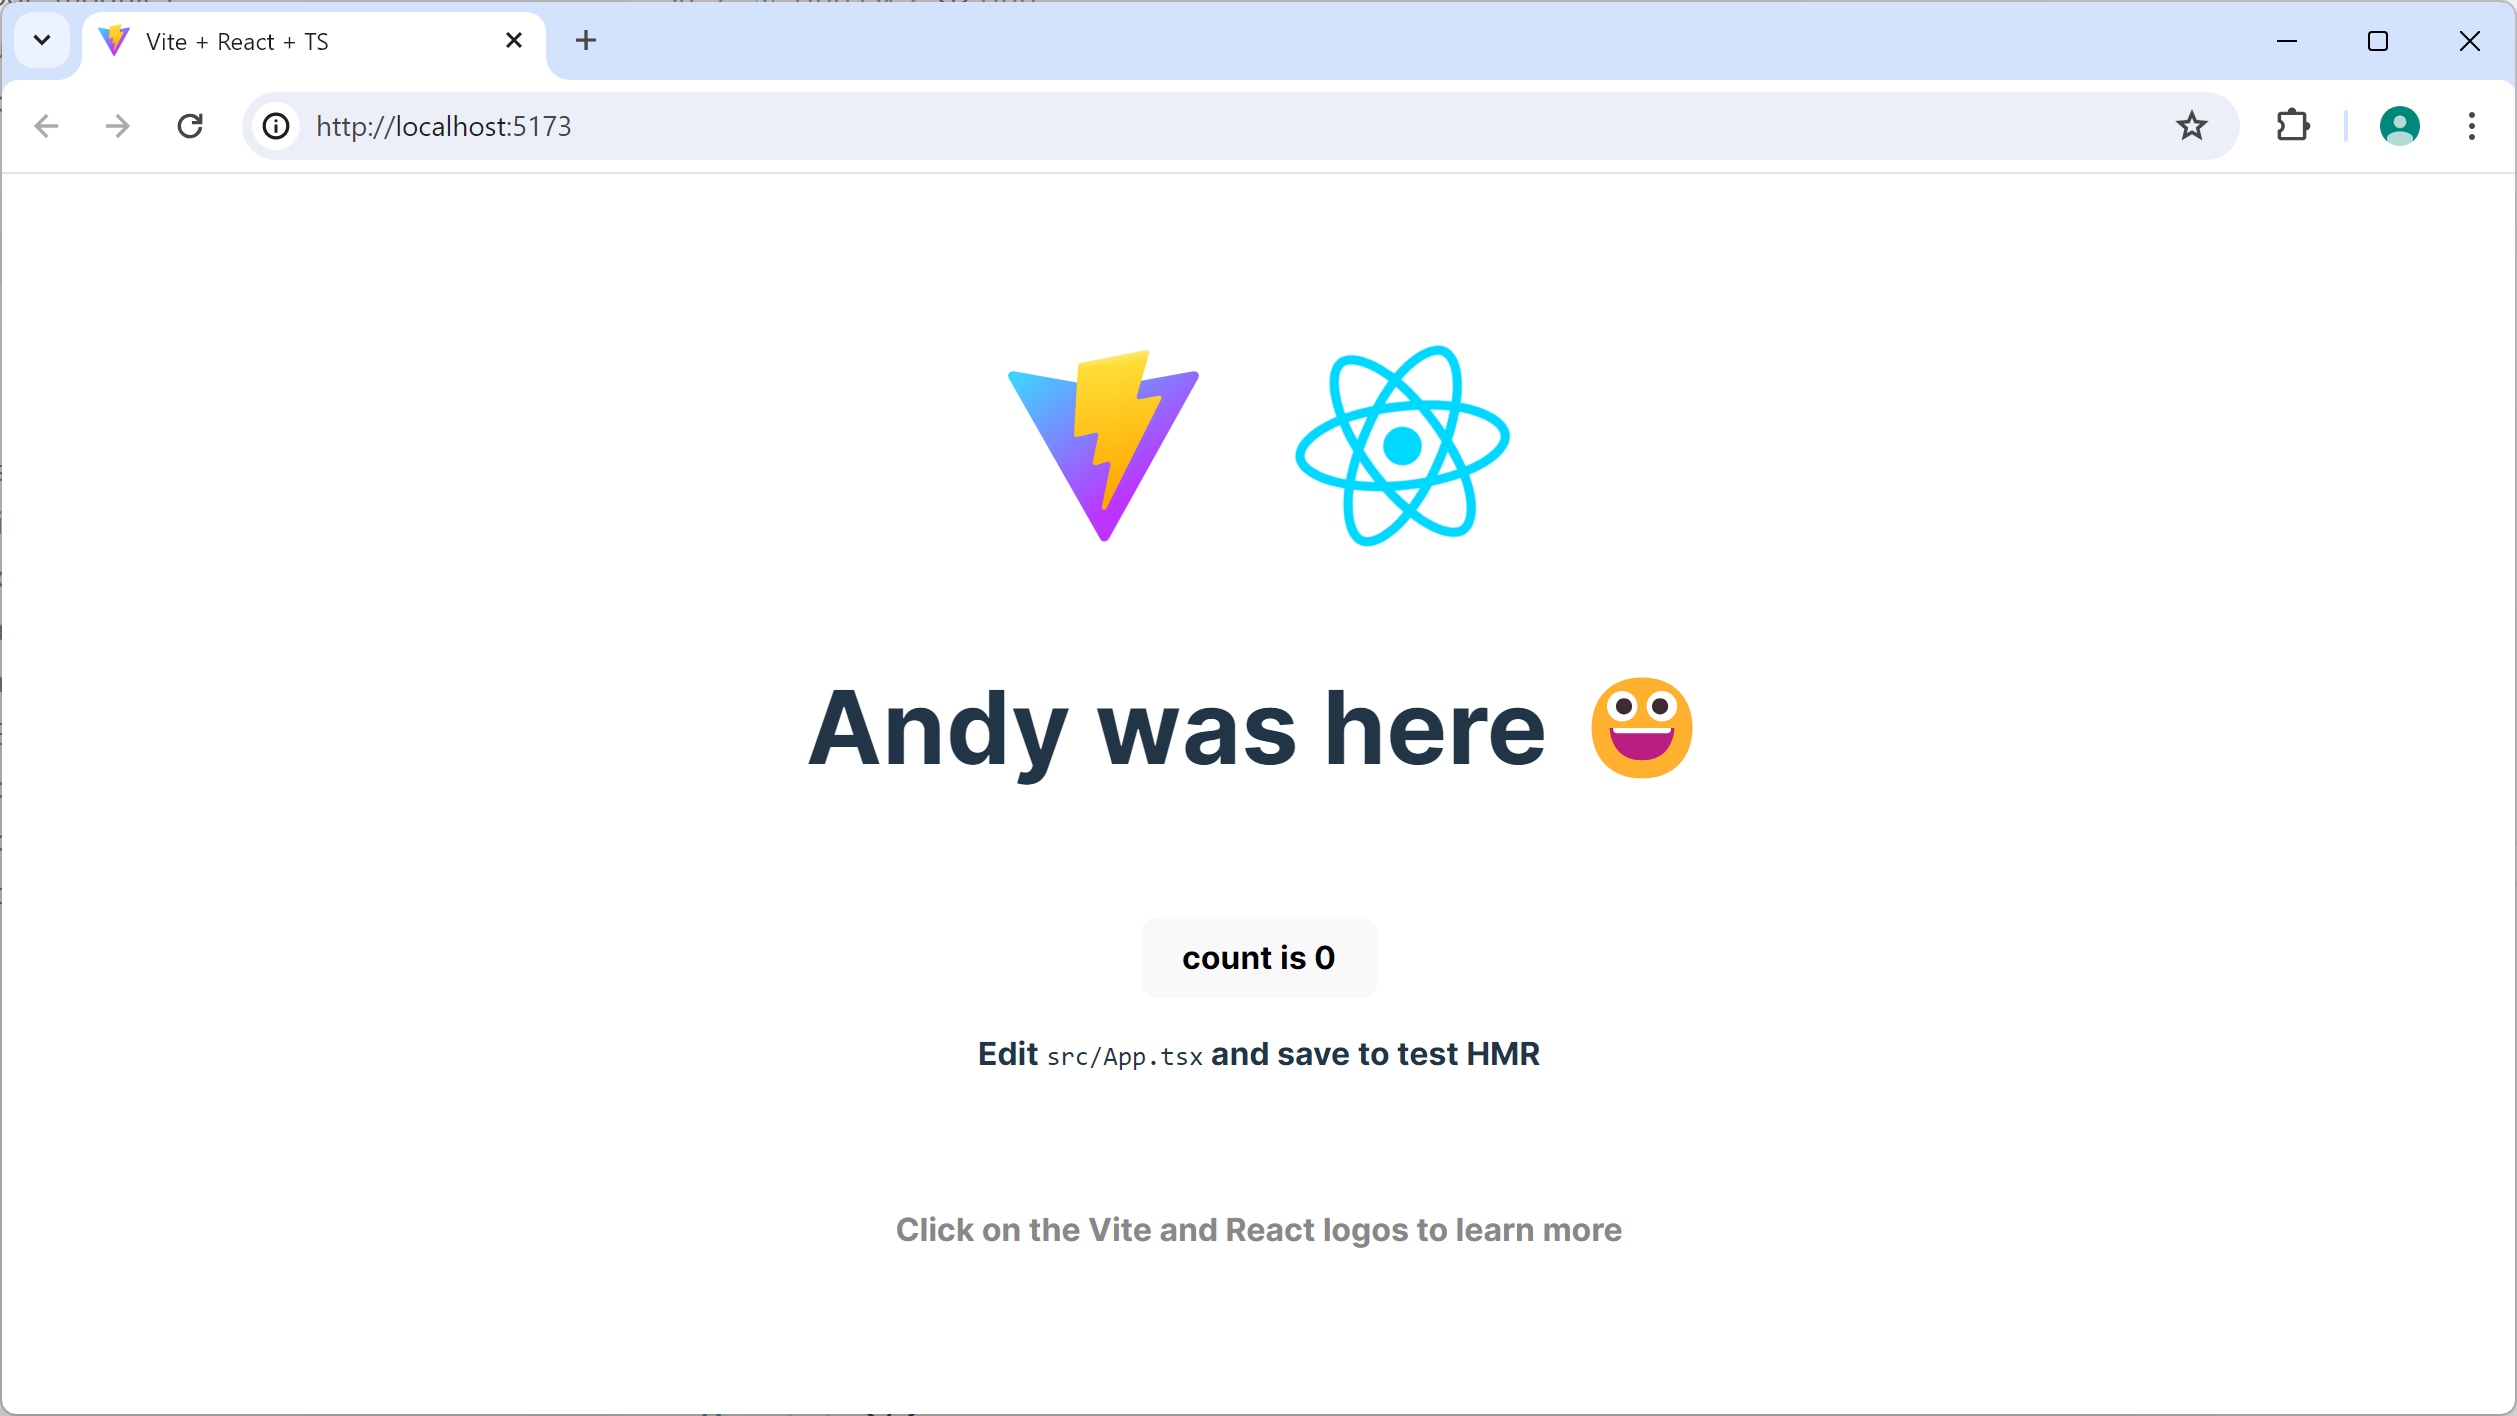 Vite + React + TS
http://localhost:5173
Andy was here 😀
count is 0
Edit src/App.tsx and save to test HMR
Click on the Vite and React logos to learn more